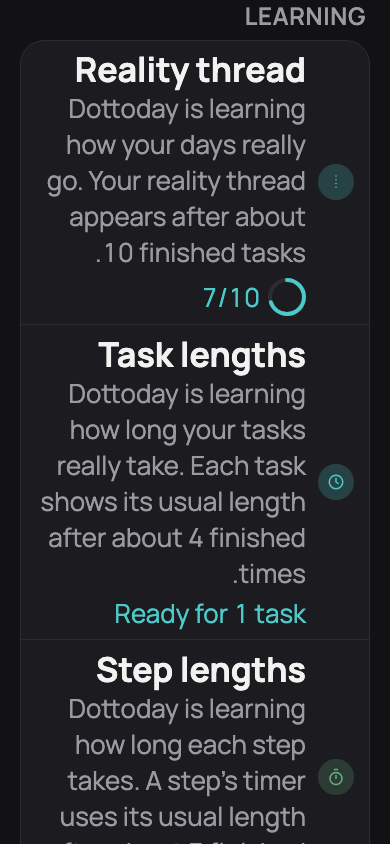 LEARNING
Reality thread
Dottoday is learning
how your days really
go. Your reality thread
appears after about
.10 finished tasks
7/10
Task lengths
Dottoday is learning
how long your tasks
really take. Each task
shows its usual length
after about 4 finished
.times
Ready for 1 task
Step lengths
Dottoday is learning
how long each step
takes. A step's timer
uses its usual length